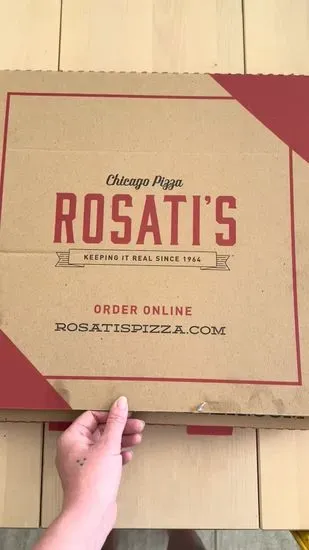 Chicago Pizza
ROSATI'S
KEEPING IT REAL SINCE 1964
ORDER ONLINE
ROSATISPIZZA.COM